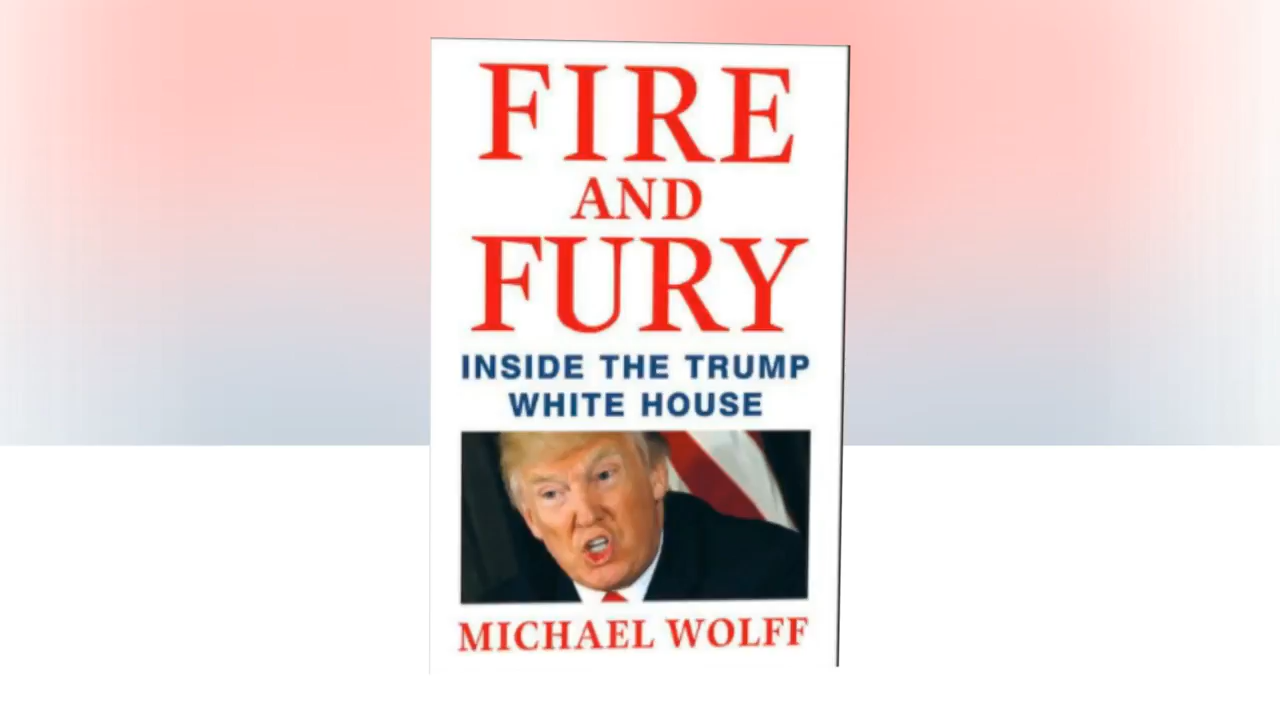 FIRE
AND
FURY
INSIDE THE TRUMP
WHITE HOUSE
MICHAEL WOLFF